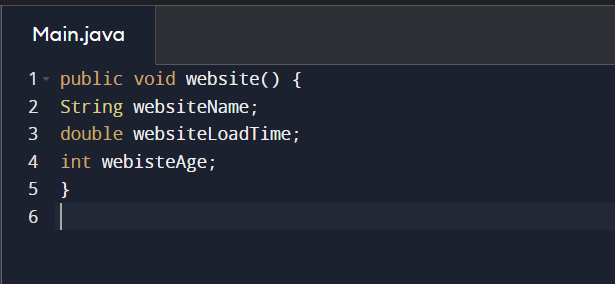 Main.java
1 public void website() {
2 String websiteName;
3 double websiteLoadTime;
4 int webisteAge;
5 }
6